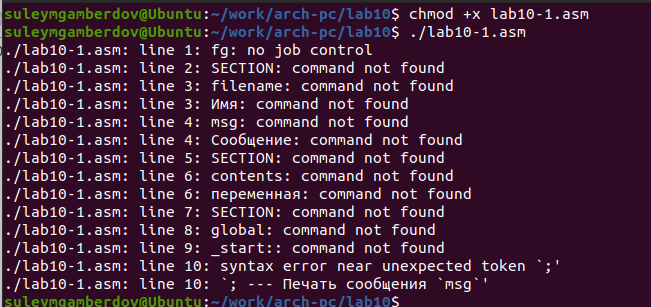 suleymgamberdov@Ubuntu:~/work/arch-pc/lab10$ chmod +x lab10-1.asm
suleymgamberdov@Ubuntu:~/work/arch-pc/lab10$ ./lab10-1.asm
./lab10-1.asm: line 1: fg: no job control
./lab10-1.asm: line 2: SECTION: command not found
./lab10-1.asm: line 3: filename: command not found
./lab10-1.asm: line 3: Имя: command not found
./lab10-1.asm: line 4: msg: command not found
./lab10-1.asm: line 4: Сообщение: command not found
./lab10-1.asm: line 5: SECTION: command not found
./lab10-1.asm: line 6: contents: command not found
./lab10-1.asm: line 6: переменная: command not found
./lab10-1.asm: line 7: SECTION: command not found
./lab10-1.asm: line 8: global: command not found
./lab10-1.asm: line 9: _start:: command not found
./lab10-1.asm: line 10: syntax error near unexpected token `;'
./lab10-1.asm: line 10: `; --- Печать сообщения `msg`'
suleymgamberdov@Ubuntu:~/work/arch-pc/lab10$